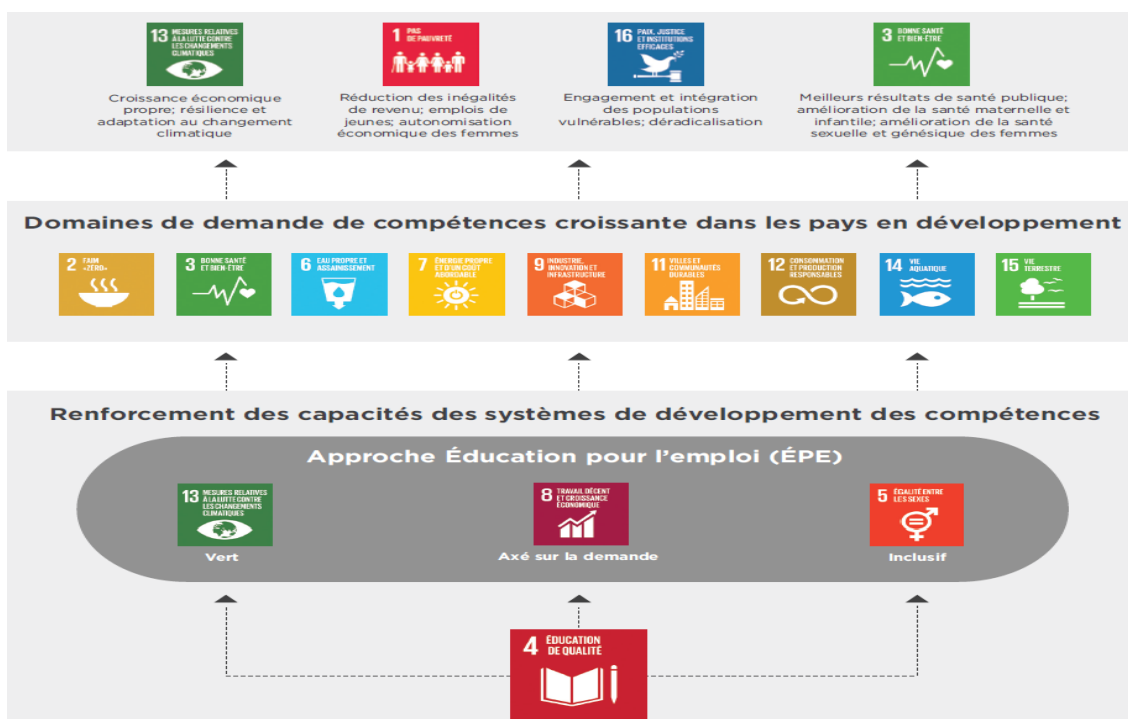 13 MESURES RELATIVES
À LA LUTTE CONTRE
LES CHANGEMENTS
CLIMATIQUES
Croissance économique
propre; résilience et
adaptation au changement
climatique
1 PAS
DE PAUVRETÉ
Réduction des inégalités
de revenu; emplois de
jeunes; autonomisation
économique des femmes
16 PAIX, JUSTICE
ET INSTITUTIONS
EFFICACES
Engagement et intégration
des populations
vulnérables; déradicalisation
3 BONNE SANTÉ
ET BIEN-ÊTRE
Meilleurs résultats de santé publique;
amélioration de la santé maternelle et
infantile; amélioration de la santé
sexuelle et génésique des femmes
Domaines de demande de compétences croissante dans les pays en développement
2 FAIM
«ZÉRO»
3 BONNE SANTÉ
ET BIEN-ÊTRE
6 EAU PROPRE ET
ASSAINISSEMENT
7 ÉNERGIE PROPRE
ET D'UN COÛT
ABORDABLE
9 INDUSTRIE,
INNOVATION ET
INFRASTRUCTURE
11 VILLES ET
COMMUNAUTÉS
DURABLES
12 CONSOMMATION
ET PRODUCTION
RESPONSABLES
14 VIE
AQUATIQUE
15 VIE
TERRESTRE
Renforcement des capacités des systèmes de développement des compétences
Approche Éducation pour l'emploi (ÉPE)
13 MESURES RELATIVES
À LA LUTTE CONTRE
LES CHANGEMENTS
CLIMATIQUES
Vert
8 TRAVAIL DÉCENT
ET CROISSANCE
ÉCONOMIQUE
Axé sur la demande
5 ÉGALITÉ ENTRE
LES SEXES
Inclusif
4 ÉDUCATION
DE QUALITÉ